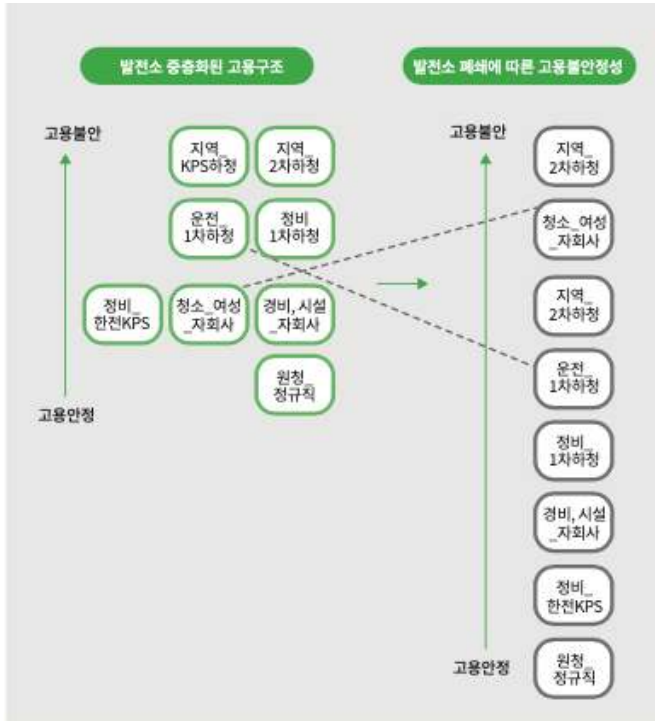 발전소 중층화된 고용구조
고용불안
지역_
KPS하청
지역_
2차하청
운전_
1차하청
정비
1차하청
정비_
한전KPS
청소_여성
_자회사
경비, 시설
_자회사
원청_
정규직
고용안정
발전소 폐쇄에 따른 고용불안정성
고용불안
지역_
2차하청
청소_여성
_자회사
지역_
2차하청
운전_
1차하청
정비_
1차하청
경비, 시설
_자회사
정비_
한전KPS
원청_
정규직
고용안정